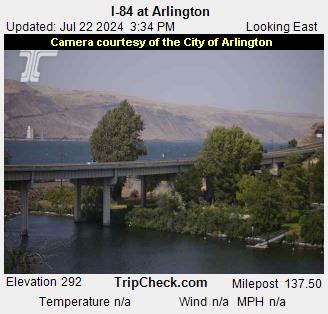 I-84 at Arlington
Updated: Jul 22 2024 3:34 PM Looking East
Camera courtesy of the City of Arlington
Elevation 292 TripCheck.com Milepost 137.50
Temperature n/a Wind n/a MPH n/a